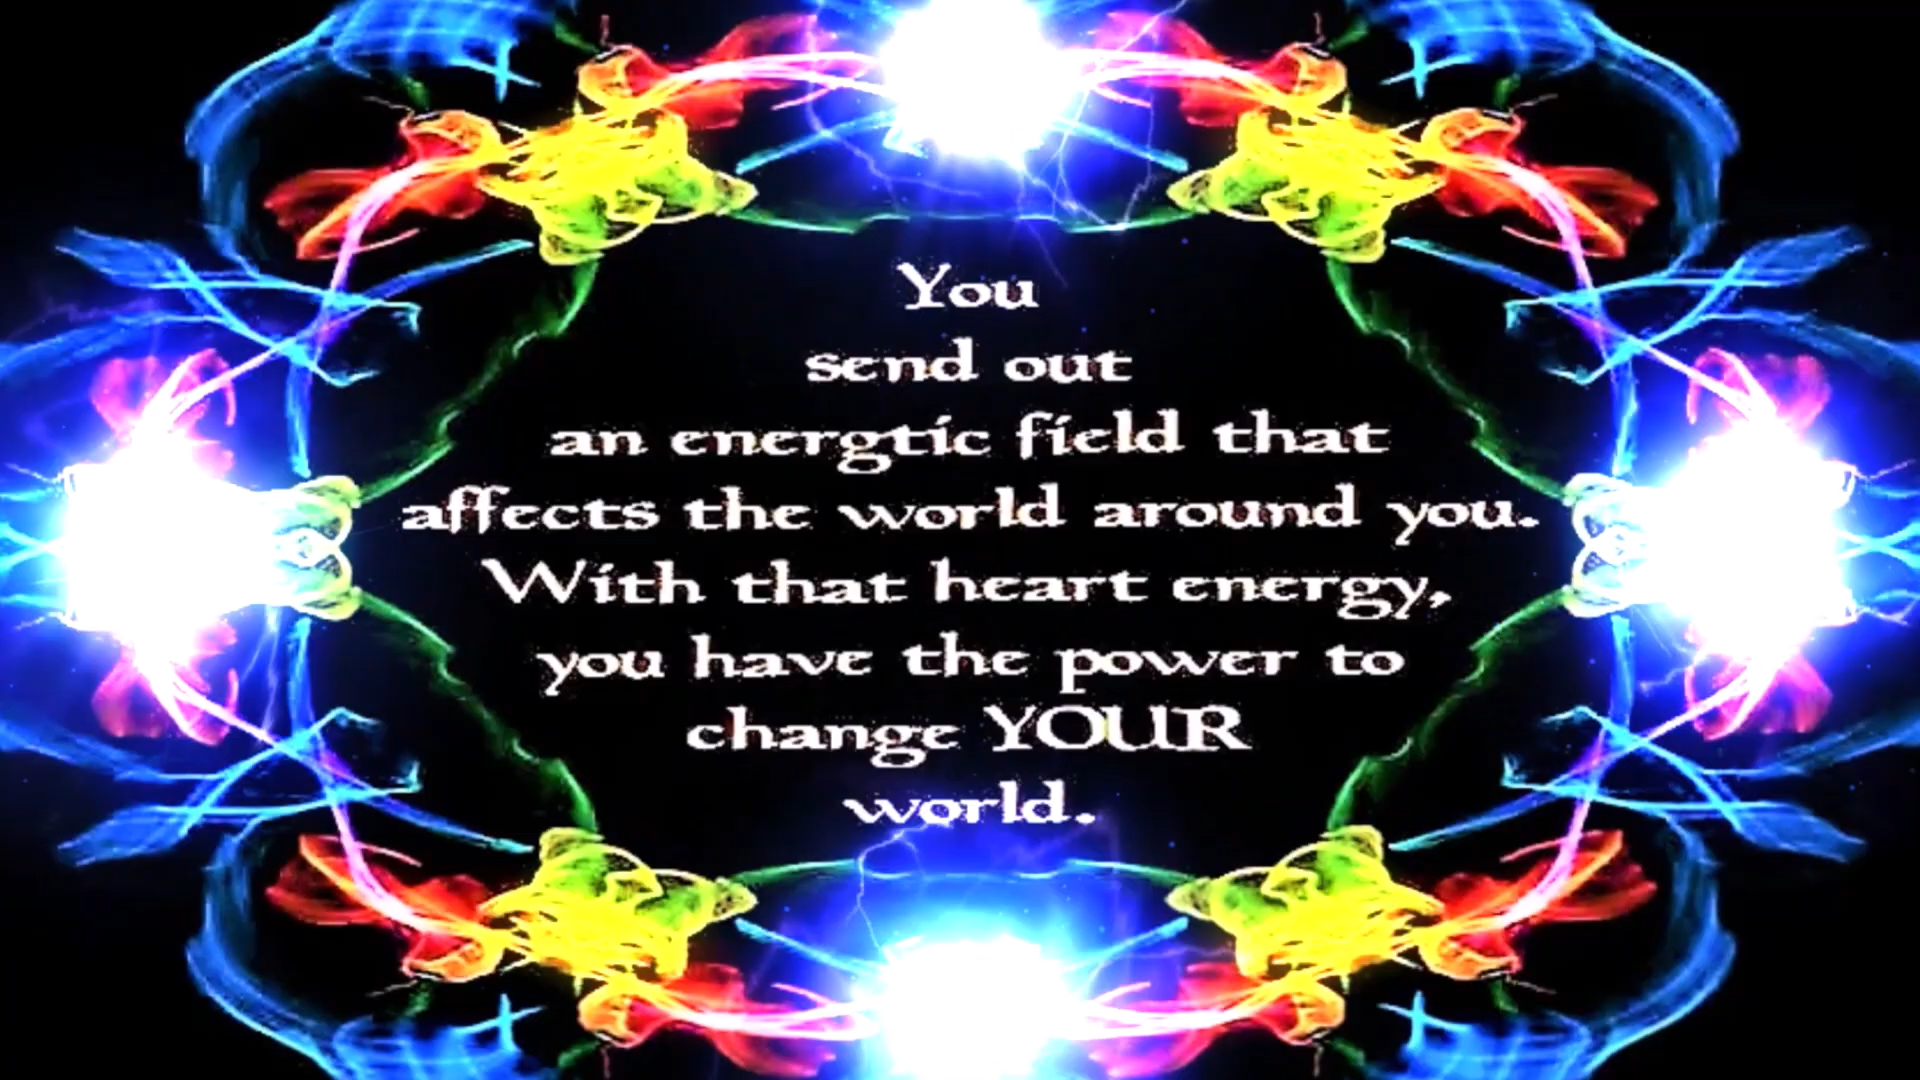 You
send out
an energtic field that
affects the world around you.
With that heart energy,
you have the power to
change YOUR
world.